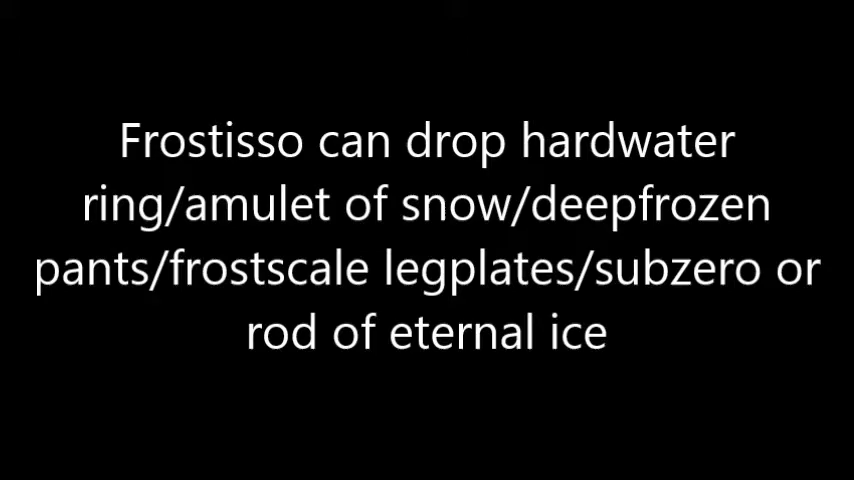 Frostisso can drop hardwater
ring/amulet of snow/deepfrozen
pants/frostscale legplates/subzero or
rod of eternal ice